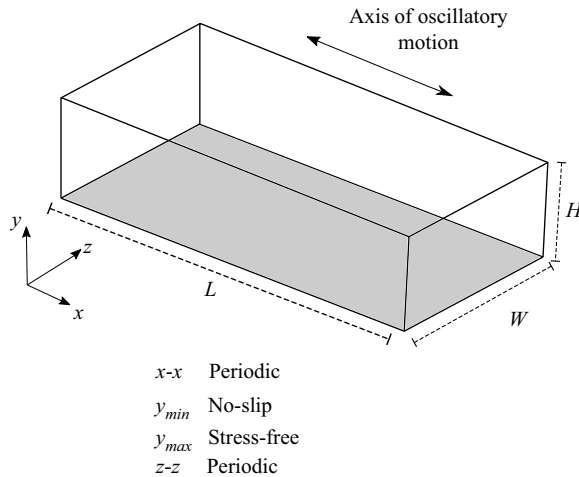 Axis of oscillatory
motion
y
z
x
L
W
H
x-x Periodic
y_min No-slip
y_max Stress-free
z-z Periodic